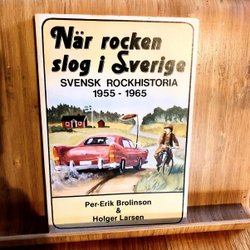 När rocken
slog i Sverige
SVENSK ROCKHISTORIA
1955 - 1965
Per-Erik Brolinson
&
Holger Larsen